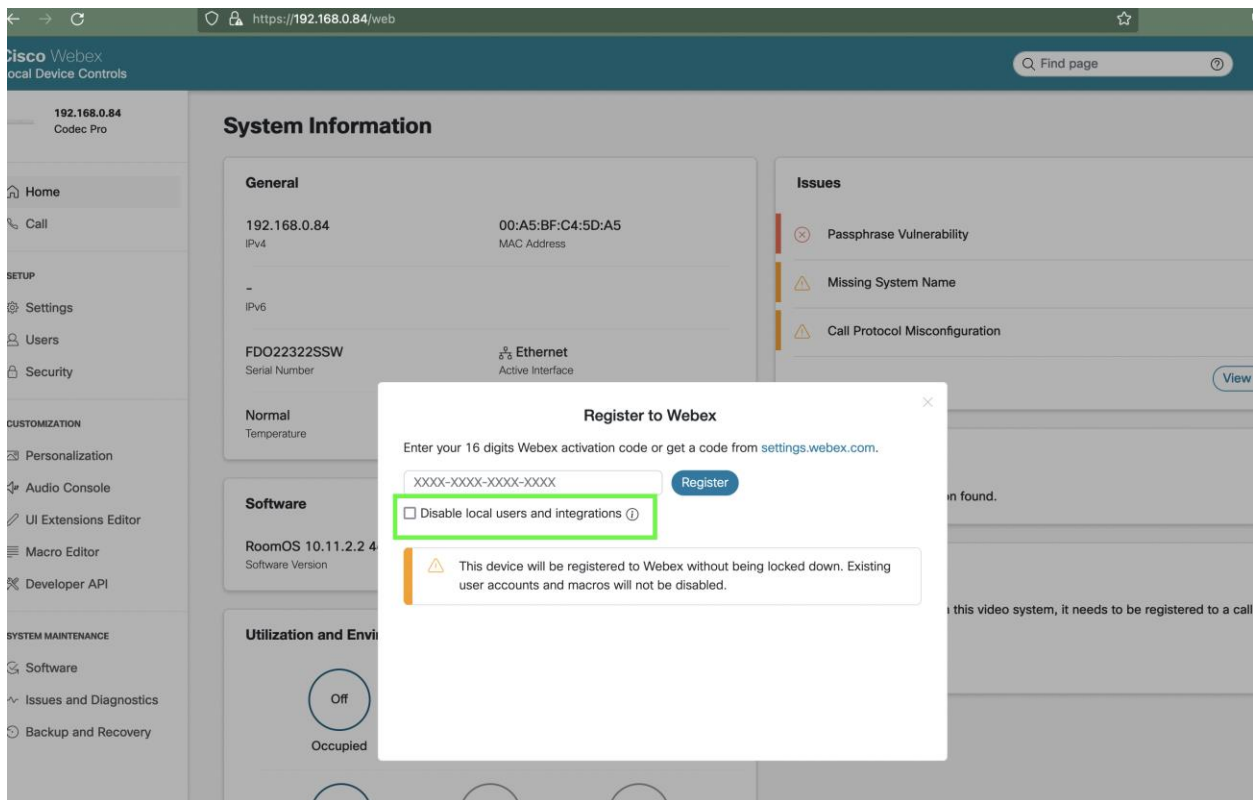 https://192.168.0.84/web
Cisco Webex
Local Device Controls
Find page
192.168.0.84
Codec Pro
Home
Call
SETUP
Settings
Users
Security
CUSTOMIZATION
Personalization
Audio Console
UI Extensions Editor
Macro Editor
Developer API
SYSTEM MAINTENANCE
Software
Issues and Diagnostics
Backup and Recovery
System Information
General
192.168.0.84
IPv4
00:A5:BF:C4:5D:A5
MAC Address
-
IPv6
FDO22322SSW
Serial Number
Ethernet
Active Interface
Normal
Temperature
Software
RoomOS 10.11.2.2
Software Version
Utilization and
Off
Occupied
Issues
Passphrase Vulnerability
Missing System Name
Call Protocol Misconfiguration
View
found.
this video system, it needs to be registered to a call
Register to Webex
Enter your 16 digits Webex activation code or get a code from settings.webex.com.
XXXX-XXXX-XXXX-XXXX
Register
Disable local users and integrations
This device will be registered to Webex without being locked down. Existing
user accounts and macros will not be disabled.